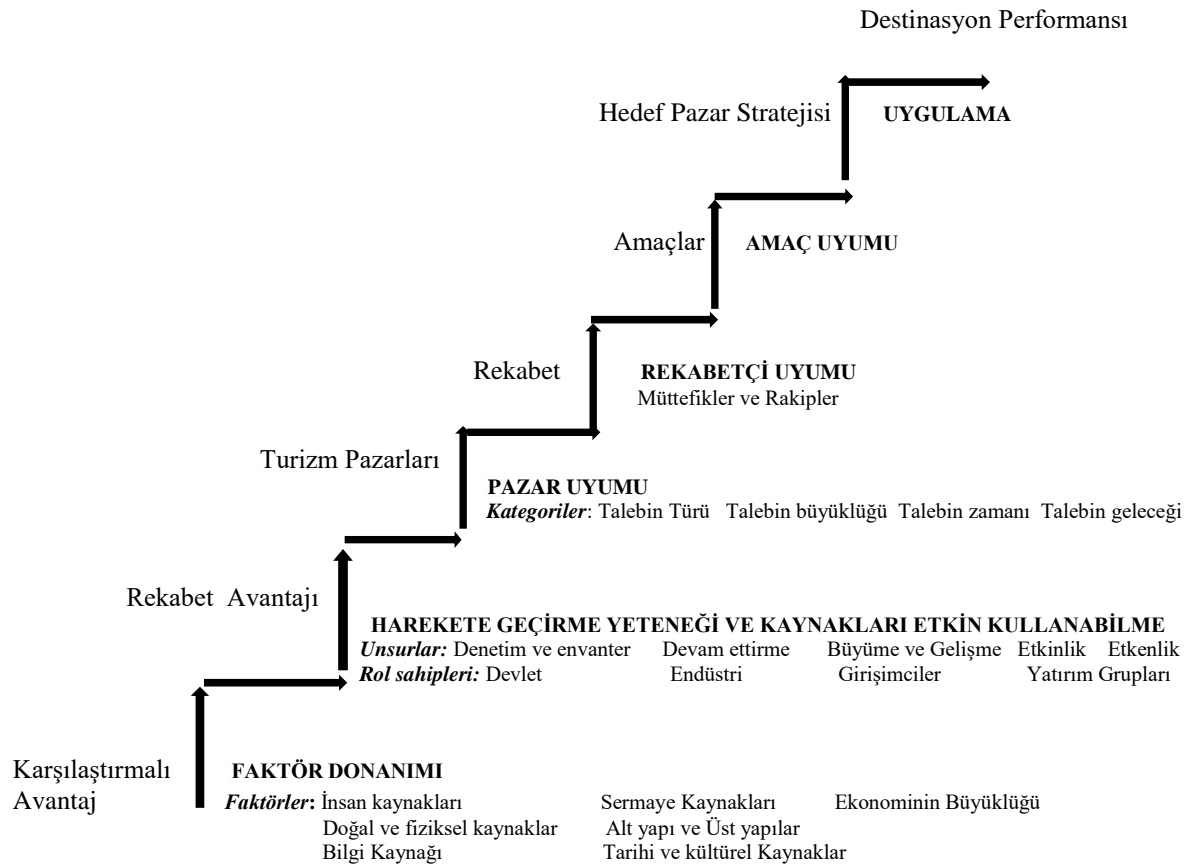 Destinasyon Performansı
Hedef Pazar Stratejisi UYGULAMA
Amaçlar AMAÇ UYUMU
Rekabet REKABETÇİ UYUMU
Müttefikler ve Rakipler
Turizm Pazarları
PAZAR UYUMU
Kategoriler: Talebin Türü Talebin büyüklüğü Talebin zamanı Talebin geleceği
Rekabet Avantajı
HAREKETE GEÇİRME YETENEĞİ VE KAYNAKLARI ETKİN KULLANABİLME
Unsurlar: Denetim ve envanter Devam ettirme Büyüme ve Gelişme Etkinlik Etkenlik
Rol sahipleri: Devlet Endüstri Girişimciler Yatırım Grupları
Karşılaştırmalı FAKTÖR DONANIMI
Avantaj Faktörler: İnsan kaynakları Sermaye Kaynakları Ekonominin Büyüklüğü
Doğal ve fiziksel kaynaklar Alt yapı ve Üst yapılar
Bilgi Kaynağı Tarihi ve kültürel Kaynaklar